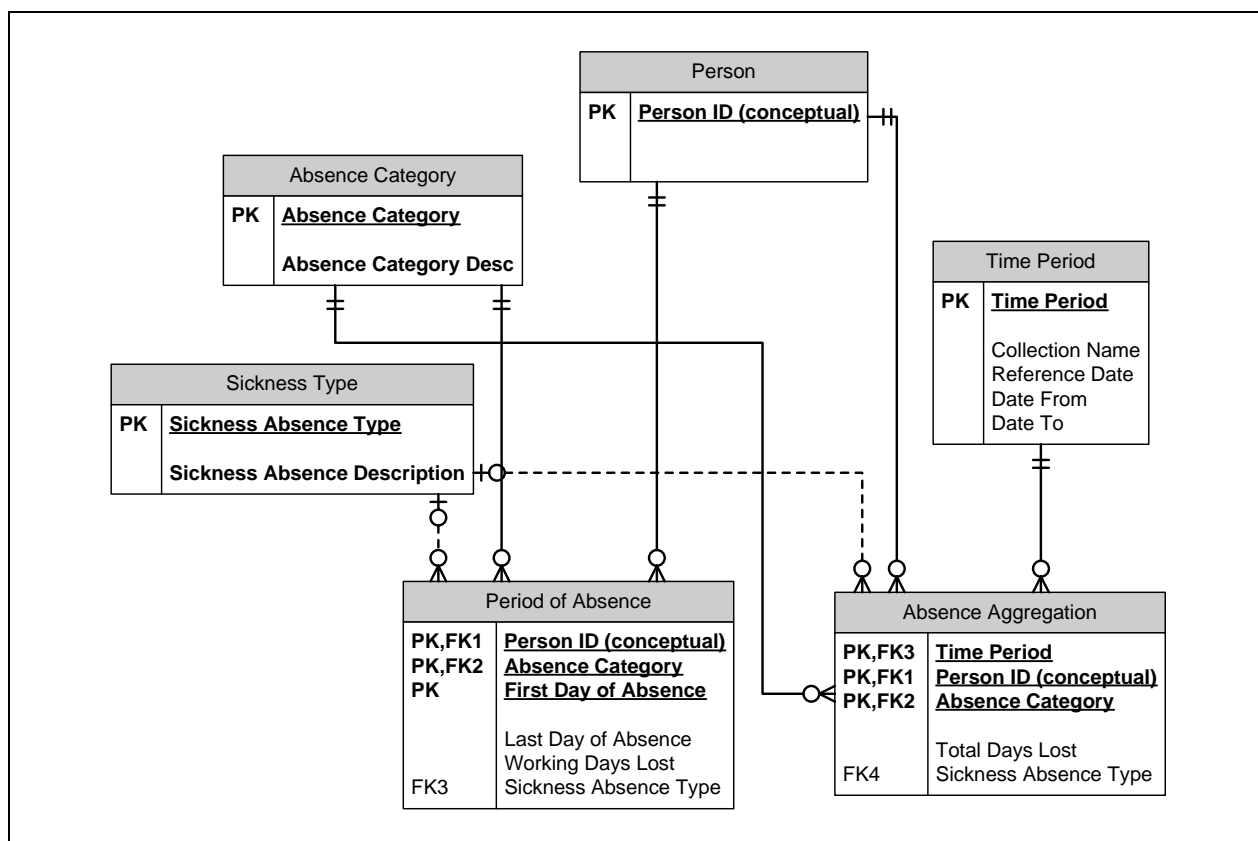 Person
PK Person ID (conceptual)
Absence Category
PK Absence Category
Absence Category Desc
Time Period
PK Time Period
Collection Name
Reference Date
Date From
Date To
Sickness Type
PK Sickness Absence Type
Sickness Absence Description
Period of Absence
PK,FK1 Person ID (conceptual)
PK,FK2 Absence Category
PK First Day of Absence
Last Day of Absence
Working Days Lost
FK3 Sickness Absence Type
Absence Aggregation
PK,FK3 Time Period
PK,FK1 Person ID (conceptual)
PK,FK2 Absence Category
Total Days Lost
FK4 Sickness Absence Type